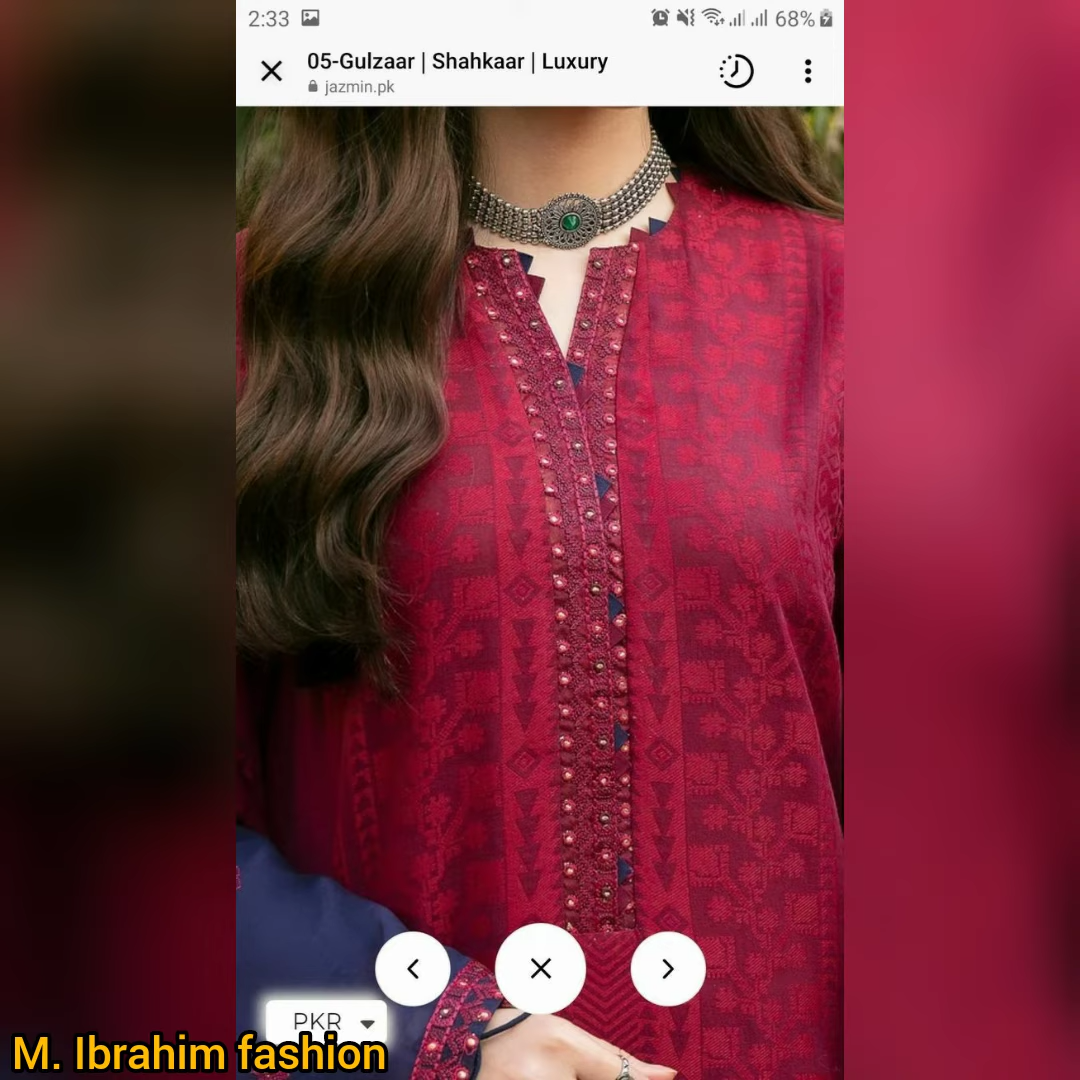 2:33
68%
05-Gulzaar | Shahkaar | Luxury
jazmin.pk
PKR
M. Ibrahim fashion